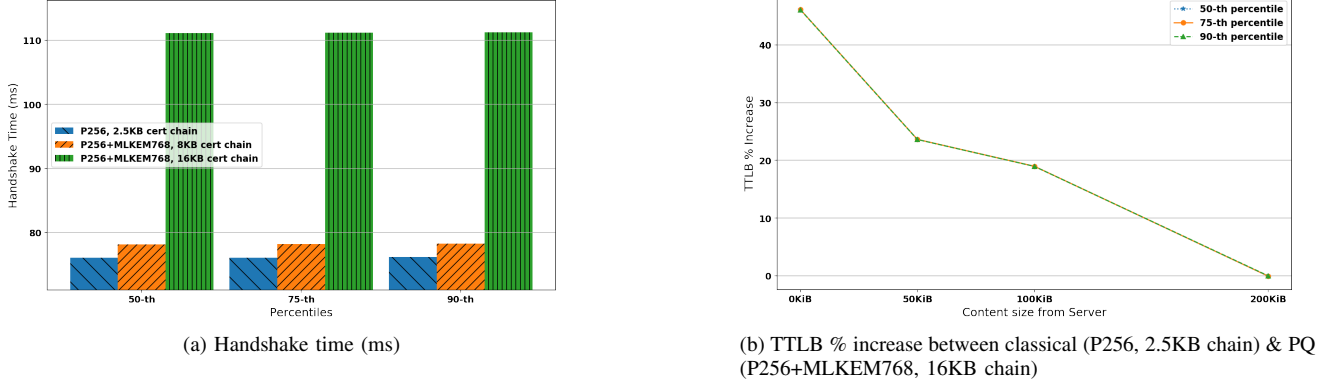 110
100
90
80
Handshake Time (ms)
P256, 2.5KB cert chain
P256+MLKEM768, 8KB cert chain
P256+MLKEM768, 16KB cert chain
50-th
75-th
90-th
Percentiles
(a) Handshake time (ms)
50-th percentile
75-th percentile
90-th percentile
40
30
20
10
0
TTLB % Increase
0KiB
50KiB
100KiB
200KiB
Content size from Server
(b) TTLB % increase between classical (P256, 2.5KB chain) & PQ
(P256+MLKEM768, 16KB chain)